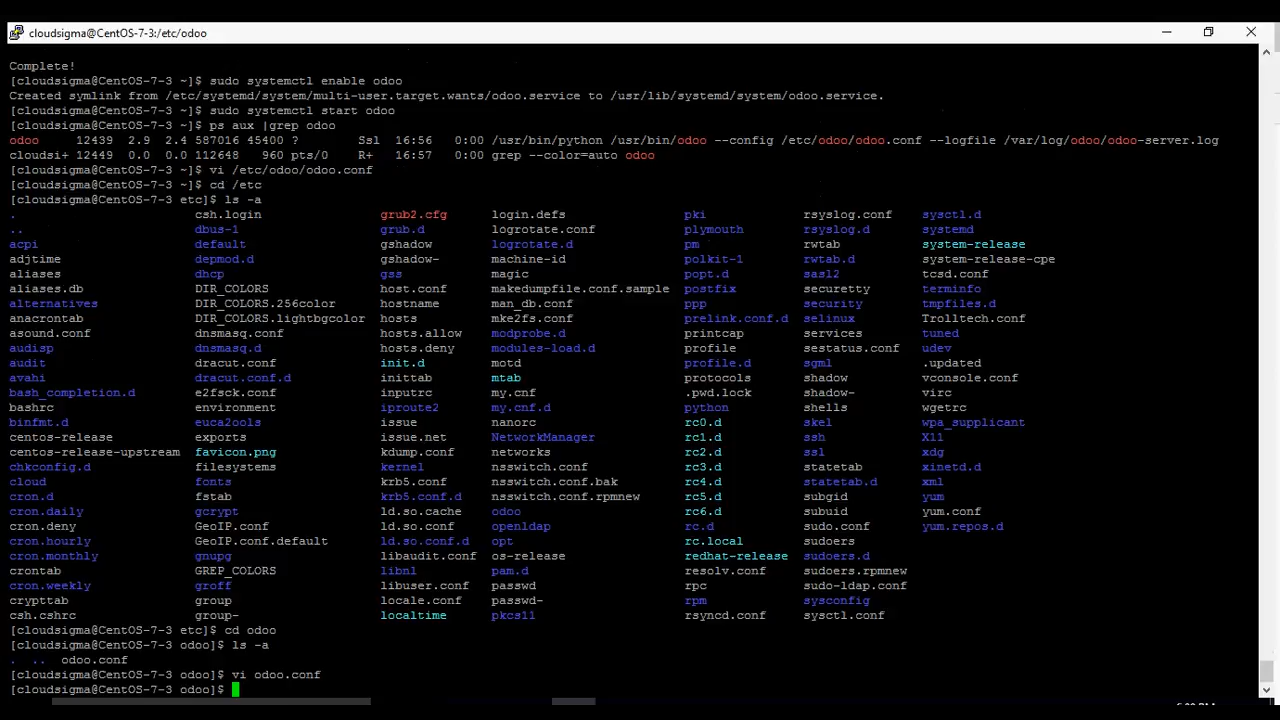 cloudsigma@CentOS-7-3:/etc/odoo
Complete!
[cloudsigma@CentOS-7-3 ~]$ sudo systemctl enable odoo
Created symlink from /etc/systemd/system/multi-user.target.wants/odoo.service to /usr/lib/systemd/system/odoo.service.
[cloudsigma@CentOS-7-3 ~]$ sudo systemctl start odoo
[cloudsigma@CentOS-7-3 ~]$ ps aux |grep odoo
odoo 12439 2.9 2.4 587016 45400 ? Ssl 16:56 0:00 /usr/bin/python /usr/bin/odoo --config /etc/odoo/odoo.conf --logfile /var/log/odoo/odoo-server.log
cloudsi+ 12449 0.0 0.0 112648 960 pts/0 R+ 16:57 0:00 grep --color=auto odoo
[cloudsigma@CentOS-7-3 ~]$ vi /etc/odoo/odoo.conf
[cloudsigma@CentOS-7-3 ~]$ cd /etc
[cloudsigma@CentOS-7-3 etc]$ ls -a
. csh.login grub2.cfg login.defs pki rsyslog.conf sysctl.d
.. dbus-1 grub.d logrotate.conf plymouth rsyslog.d systemd
acpi default gshadow logrotate.d pm rwtab system-release
adjtime depmod.d gshadow- machine-id polkit-1 rwtab.d system-release-cpe
aliases dhcp gss magic popt.d sasl2 tcsd.conf
aliases.db DIR_COLORS host.conf makedumpfile.conf.sample postfix securetty terminfo
alternatives DIR_COLORS.256color hostname man_db.conf ppp security tmpfiles.d
anacrontab DIR_COLORS.lightbgcolor hosts mke2fs.conf prelink.conf.d selinux Trolltech.conf
asound.conf dnsmasq.conf hosts.allow modprobe.d printcap services tuned
audisp dnsmasq.d hosts.deny modules-load.d profile sestatus.conf udev
audit dracut.conf init.d motd profile.d sgml .updated
avahi dracut.conf.d inittab mtab protocols shadow vconsole.conf
bash_completion.d e2fsck.conf inputrc my.cnf .pwd.lock shadow- virc
bashrc environment iproute2 my.cnf.d python shells wgetrc
binfmt.d euca2ools issue nanorc rc0.d skel wpa_supplicant
centos-release exports issue.net NetworkManager rc1.d ssh X11
centos-release-upstream favicon.png kdump.conf networks rc2.d ssl xdg
chkconfig.d filesystems kernel nsswitch.conf rc3.d statetab xinetd.d
cloud fonts krb5.conf nsswitch.conf.bak rc4.d statetab.d xml
cron.d fstab krb5.conf.d nsswitch.conf.rpmnew rc5.d subgid yum
cron.daily gcrypt ld.so.cache odoo rc6.d subuid yum.conf
cron.deny GeoIP.conf ld.so.conf openldap rc.d sudo.conf yum.repos.d
cron.hourly GeoIP.conf.default ld.so.conf.d opt rc.local sudoers
cron.monthly gnupg libaudit.conf os-release redhat-release sudoers.d
crontab GREP_COLORS libnl pam.d resolv.conf sudoers.rpmnew
cron.weekly groff libuser.conf passwd rpc sudo-ldap.conf
crypttab group locale.conf passwd- rpm sysconfig
csh.cshrc group- localtime pkcs11 rsyncd.conf sysctl.conf
[cloudsigma@CentOS-7-3 etc]$ cd odoo
[cloudsigma@CentOS-7-3 odoo]$ ls -a
. .. odoo.conf
[cloudsigma@CentOS-7-3 odoo]$ vi odoo.conf
[cloudsigma@CentOS-7-3 odoo]$